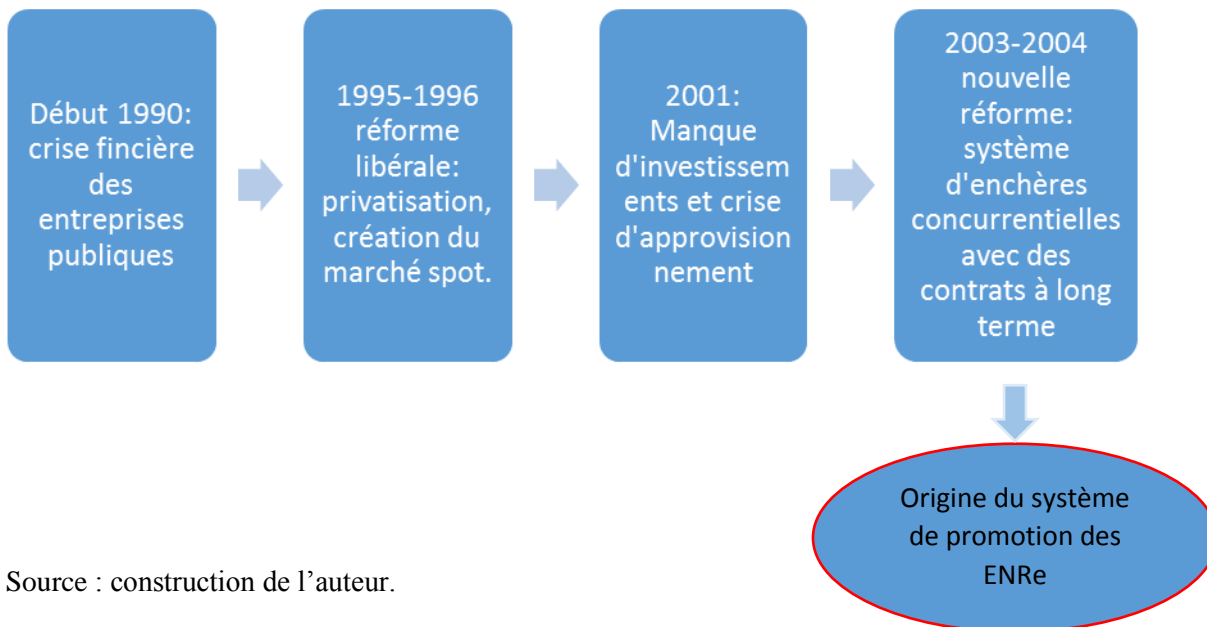 Début 1990:
crise fincière
des
entreprises
publiques
1995-1996
réforme
libérale:
privatisation,
création du
marché spot.
2001:
Manque
d'investissem
ents et crise
d'approvision
nement
2003-2004
nouvelle
réforme:
système
d'enchères
concurrentielles
avec des
contrats à long
terme
Origine du système
de promotion des
ENRe
Source : construction de l’auteur.